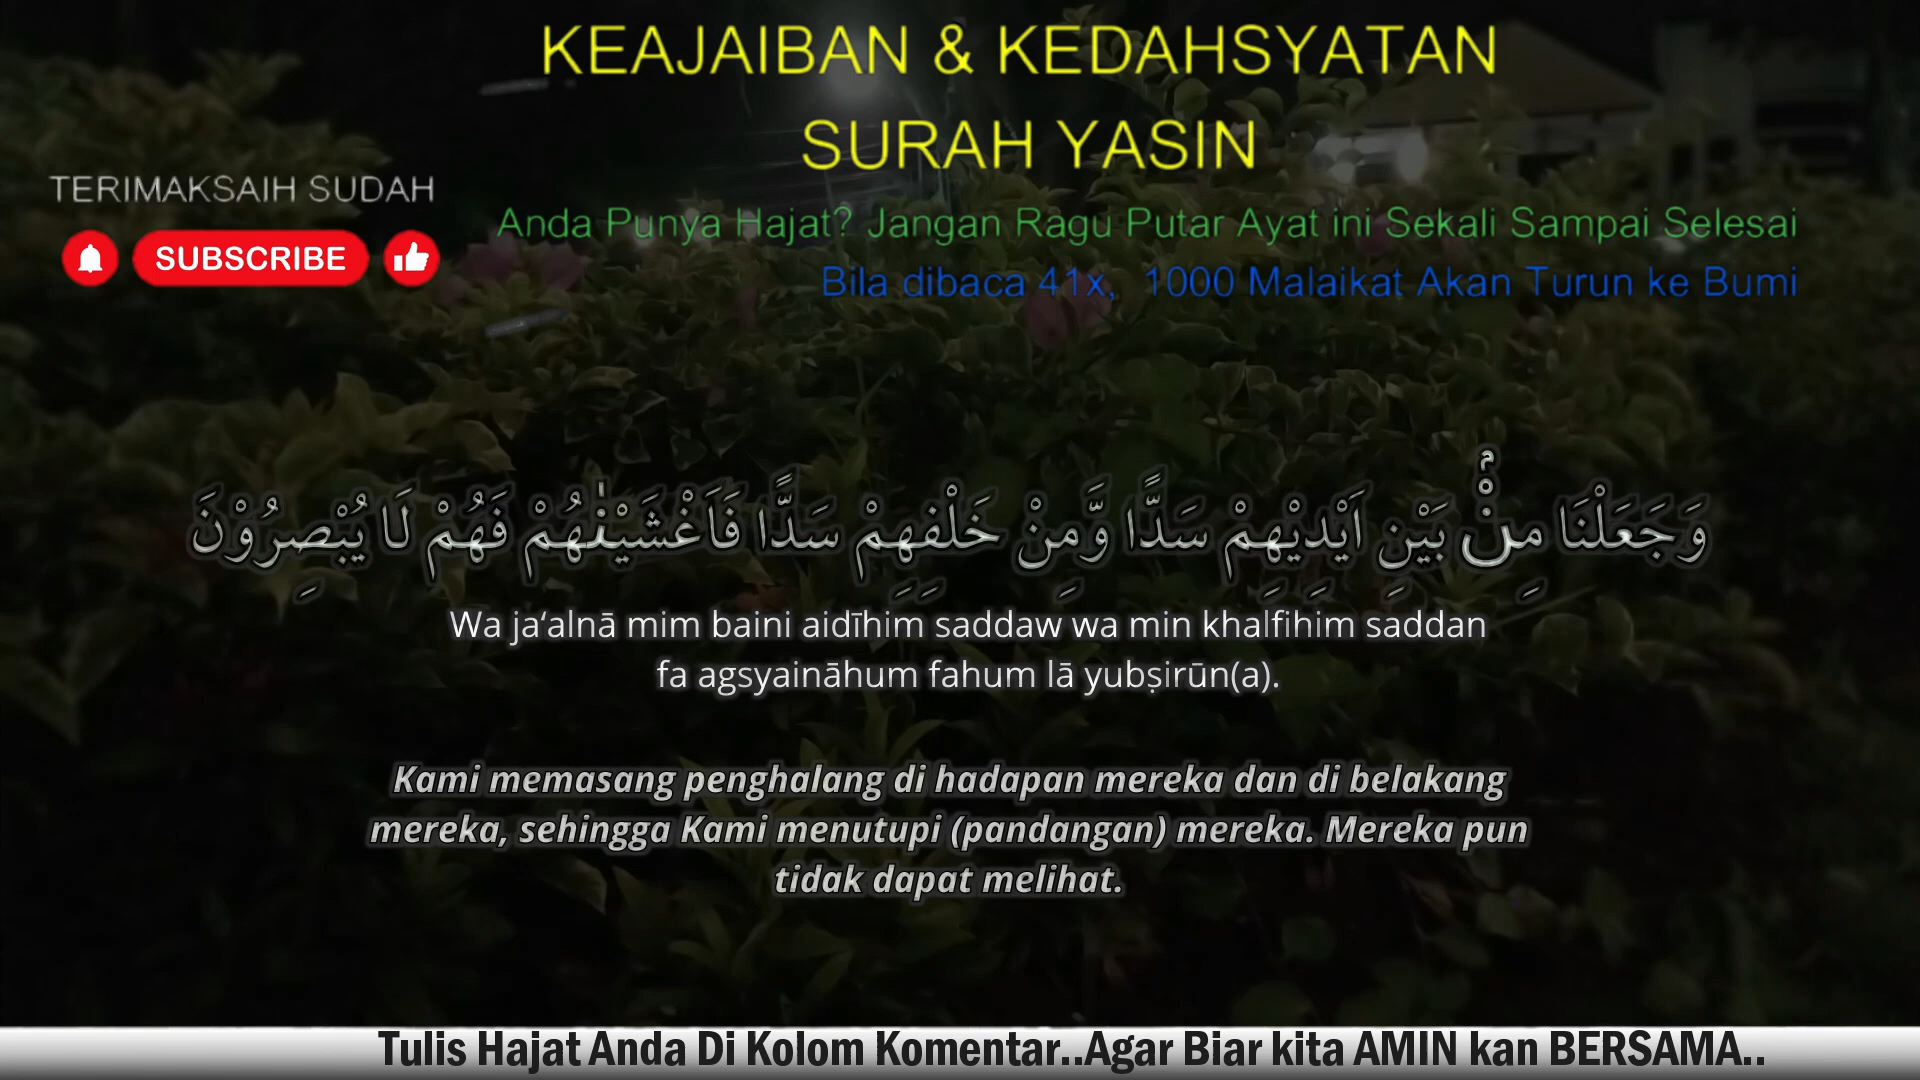 KEAJAIBAN & KEDAHSYATAN
SURAH YASIN
TERIMAKSAIH SUDAH
SUBSCRIBE
Anda Punya Hajat? Jangan Ragu Putar Ayat ini Sekali Sampai Selesai
Bila dibaca 41x, 1000 Malaikat Akan Turun ke Bumi
وَجَعَلْنَا مِنْۢ بَيْنِ اَيْدِيْهِمْ سَدًّا وَّمِنْ خَلْفِهِمْ سَدًّا فَاَغْشَيْنٰهُمْ فَهُمْ لَا يُبْصِرُوْنَ
Wa ja‘alnā mim baini aidīhim saddaw wa min khalfihim saddan
fa agsyaināhum fahum lā yubṣirūn(a).
Kami memasang penghalang di hadapan mereka dan di belakang
mereka, sehingga Kami menutupi (pandangan) mereka. Mereka pun
tidak dapat melihat.
Tulis Hajat Anda Di Kolom Komentar..Agar Biar kita AMIN kan BERSAMA..